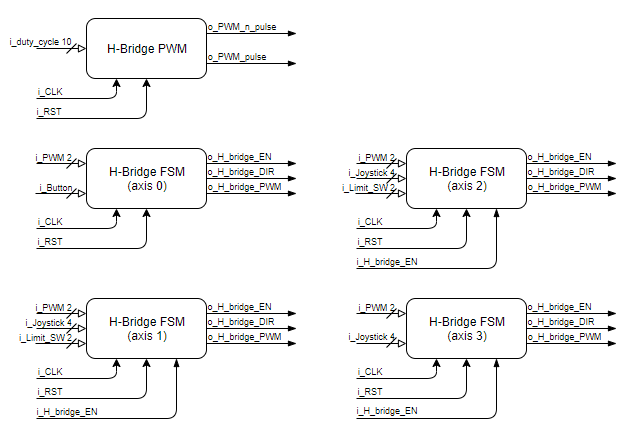 o_PWM_n_pulse
i_duty_cycle 10
H-Bridge PWM
o_PWM_pulse
i_CLK
i_RST
i_PWM 2
i_Button
H-Bridge FSM
(axis 0)
o_H_bridge_EN
o_H_bridge_DIR
o_H_bridge_PWM
i_CLK
i_RST
i_PWM 2
i_Joystick 4
i_Limit_SW 2
H-Bridge FSM
(axis 2)
o_H_bridge_EN
o_H_bridge_DIR
o_H_bridge_PWM
i_CLK
i_RST
i_H_bridge_EN
i_PWM 2
i_Joystick 4
i_Limit_SW 2
H-Bridge FSM
(axis 1)
o_H_bridge_EN
o_H_bridge_DIR
o_H_bridge_PWM
i_CLK
i_RST
i_H_bridge_EN
i_PWM 2
i_Joystick 4
H-Bridge FSM
(axis 3)
o_H_bridge_EN
o_H_bridge_DIR
o_H_bridge_PWM
i_CLK
i_RST
i_H_bridge_EN